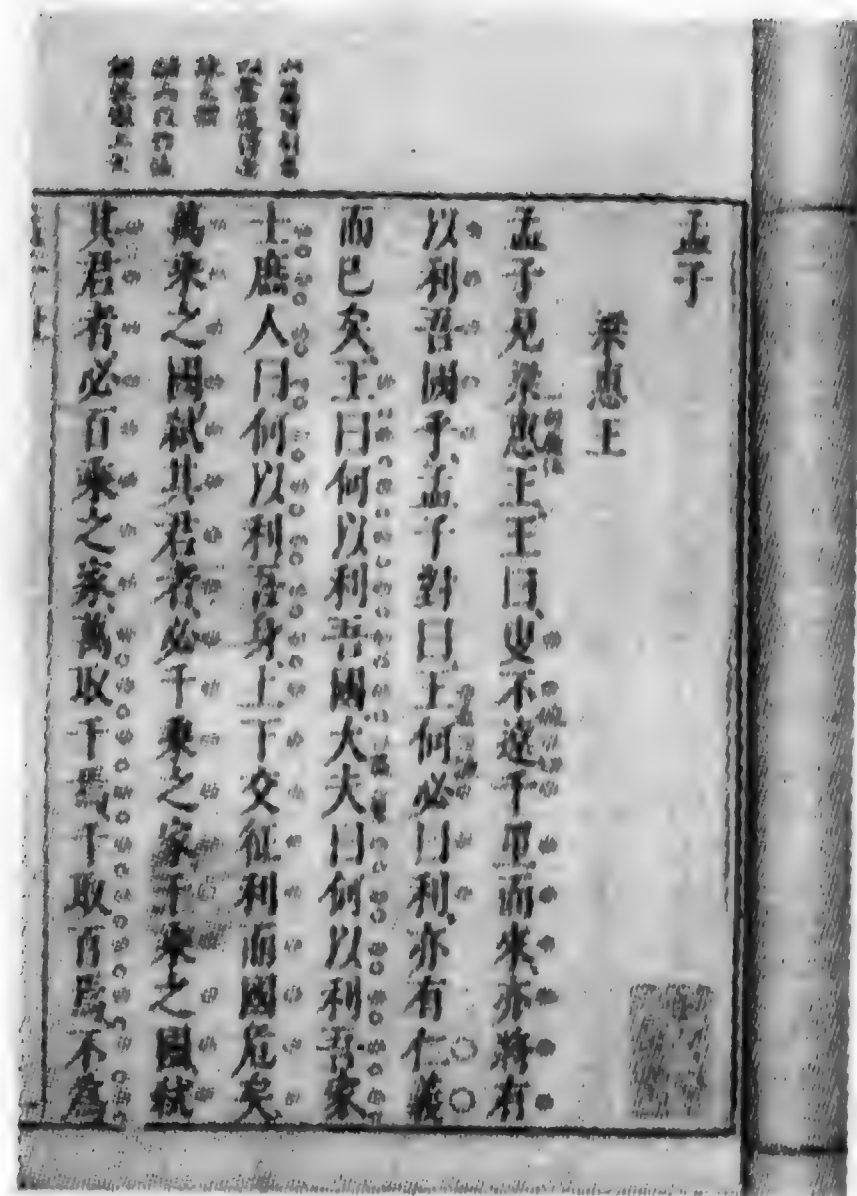 孟子
梁惠王
孟子見梁惠王王曰叟不遠千里而來亦將有
以利吾國乎孟子對曰王何必曰利亦有仁義
而已矣王曰何以利吾國大夫曰何以利吾家
士庶人曰何以利吾身上下交征利而國危矣
萬乘之國弒其君者必千乘之家千乘之國弒
其君者必百乘之家萬取千焉千取百焉不為